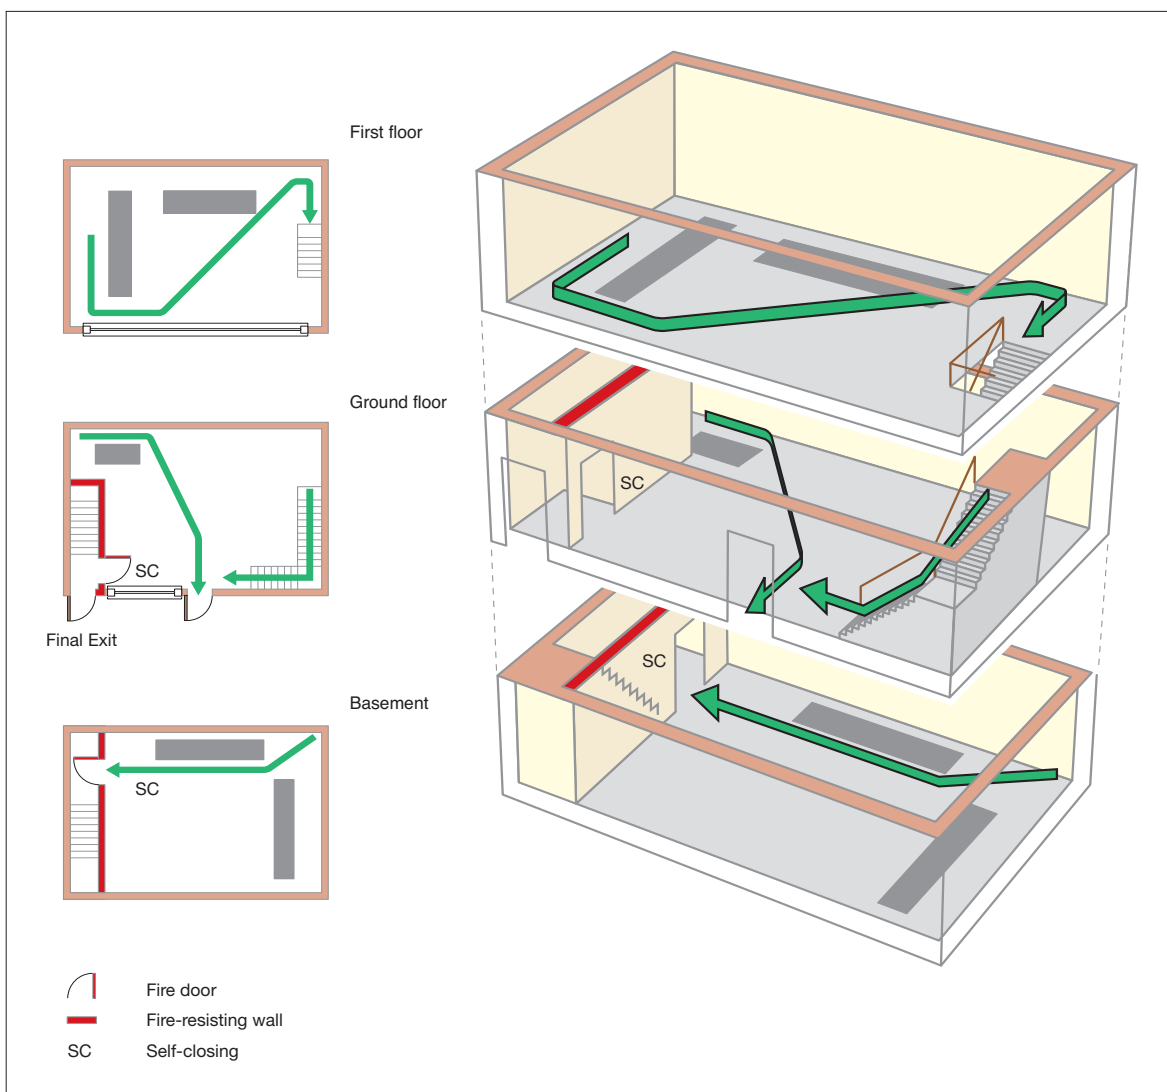 First floor
Ground floor
SC
SC
Final Exit
SC
Basement
SC
Fire door
Fire-resisting wall
SC Self-closing